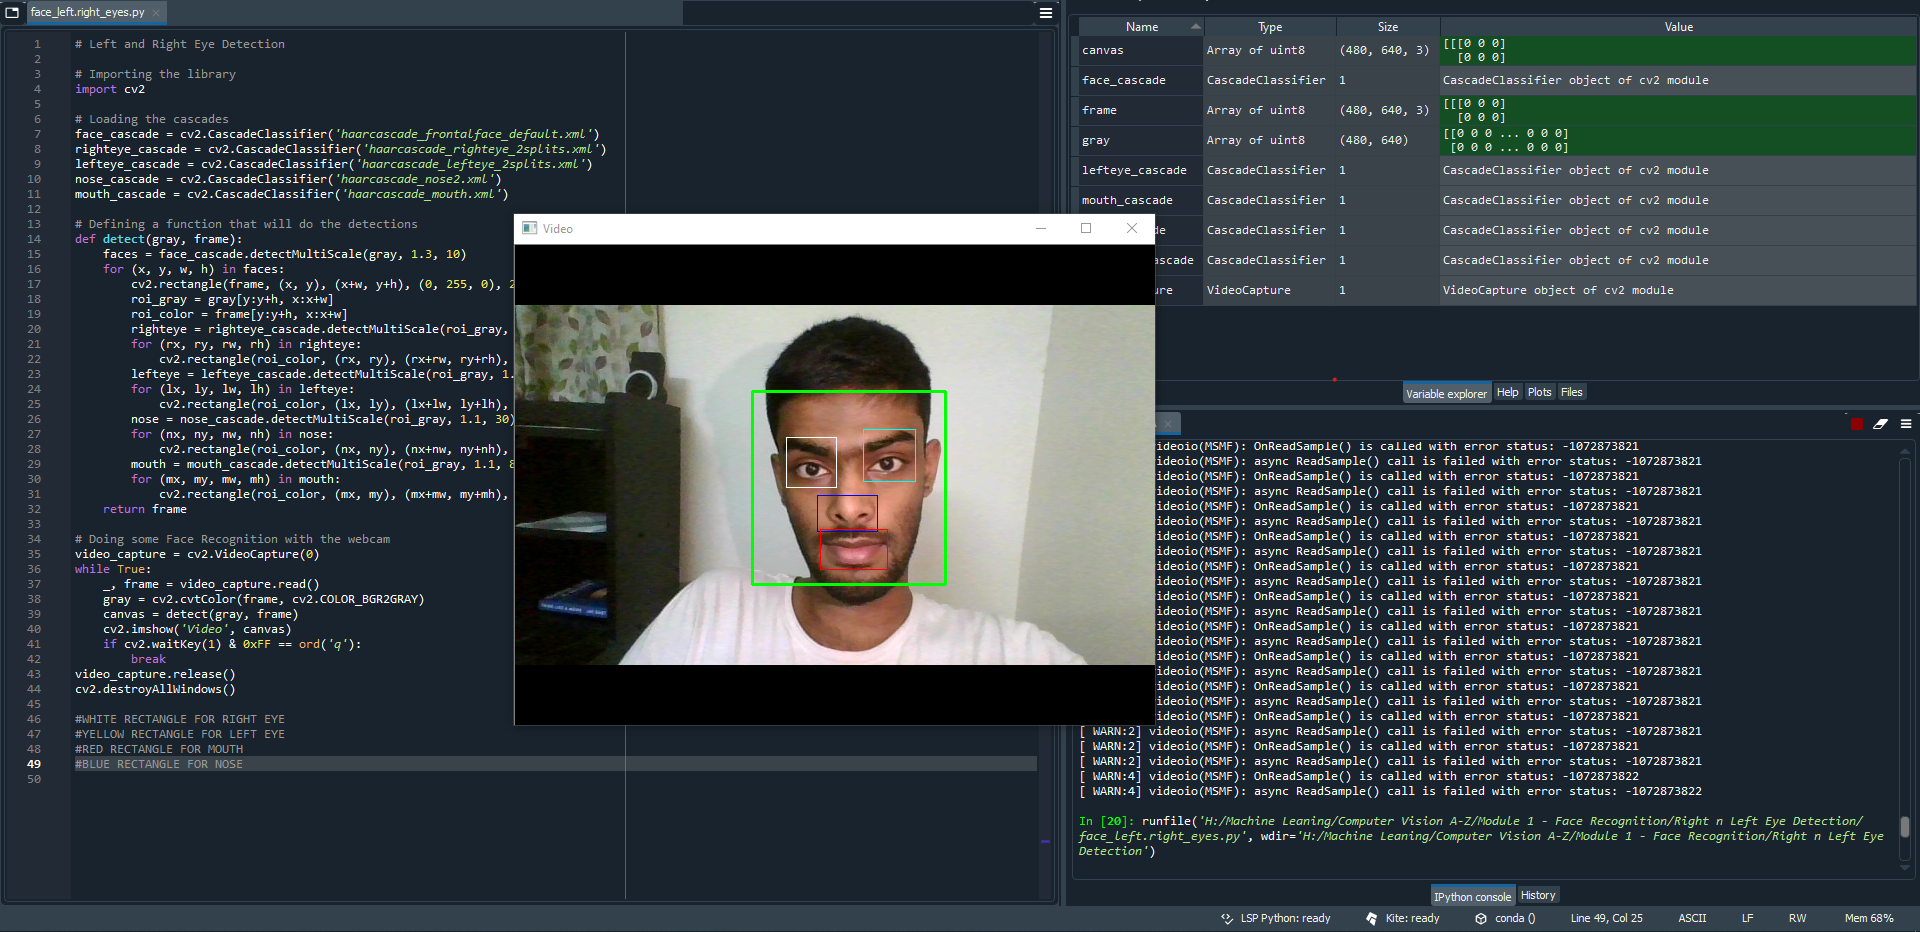 face_left.right_eyes.py
1 # Left and Right Eye Detection
2
3 # Importing the library
4 import cv2
5
6 # Loading the cascades
7 face_cascade = cv2.CascadeClassifier('haarcascade_frontalface_default.xml')
8 righteye_cascade = cv2.CascadeClassifier('haarcascade_righteye_2splits.xml')
9 lefteye_cascade = cv2.CascadeClassifier('haarcascade_lefteye_2splits.xml')
10 nose_cascade = cv2.CascadeClassifier('haarcascade_nose2.xml')
11 mouth_cascade = cv2.CascadeClassifier('haarcascade_mouth.xml')
12
13 # Defining a function that will do the detections
14 def detect(gray, frame):
15 faces = face_cascade.detectMultiScale(gray, 1.3, 10)
16 for (x, y, w, h) in faces:
17 cv2.rectangle(frame, (x, y), (x+w, y+h), (0, 255, 0), 2
18 roi_gray = gray[y:y+h, x:x+w]
19 roi_color = frame[y:y+h, x:x+w]
20 righteye = righteye_cascade.detectMultiScale(roi_gray,
21 for (rx, ry, rw, rh) in righteye:
22 cv2.rectangle(roi_color, (rx, ry), (rx+rw, ry+rh),
23 lefteye = lefteye_cascade.detectMultiScale(roi_gray, 1.
24 for (lx, ly, lw, lh) in lefteye:
25 cv2.rectangle(roi_color, (lx, ly), (lx+lw, ly+lh),
26 nose = nose_cascade.detectMultiScale(roi_gray, 1.1, 30)
27 for (nx, ny, nw, nh) in nose:
28 cv2.rectangle(roi_color, (nx, ny), (nx+nw, ny+nh),
29 mouth = mouth_cascade.detectMultiScale(roi_gray, 1.1, 8
30 for (mx, my, mw, mh) in mouth:
31 cv2.rectangle(roi_color, (mx, my), (mx+mw, my+mh),
32 return frame
33
34 # Doing some Face Recognition with the webcam
35 video_capture = cv2.VideoCapture(0)
36 while True:
37 _, frame = video_capture.read()
38 gray = cv2.cvtColor(frame, cv2.COLOR_BGR2GRAY)
39 canvas = detect(gray, frame)
40 cv2.imshow('Video', canvas)
41 if cv2.waitKey(1) & 0xFF == ord('q'):
42 break
43 video_capture.release()
44 cv2.destroyAllWindows()
45
46 #WHITE RECTANGLE FOR RIGHT EYE
47 #YELLOW RECTANGLE FOR LEFT EYE
48 #RED RECTANGLE FOR MOUTH
49 #BLUE RECTANGLE FOR NOSE
50
Video
Name Type Size Value
canvas Array of uint8 (480, 640, 3) [[[0 0 0]
[0 0 0]
face_cascade CascadeClassifier 1 CascadeClassifier object of cv2 module
frame Array of uint8 (480, 640, 3) [[[0 0 0]
[0 0 0]
gray Array of uint8 (480, 640) [[0 0 0 ... 0 0 0]
[0 0 0 ... 0 0 0]
lefteye_cascade CascadeClassifier 1 CascadeClassifier object of cv2 module
mouth_cascade CascadeClassifier 1 CascadeClassifier object of cv2 module
de CascadeClassifier 1 CascadeClassifier object of cv2 module
ascade CascadeClassifier 1 CascadeClassifier object of cv2 module
ure VideoCapture 1 VideoCapture object of cv2 module
Variable explorer Help Plots Files
videoio(MSMF): OnReadSample() is called with error status: -1072873821
videoio(MSMF): async ReadSample() call is failed with error status: -1072873821
videoio(MSMF): OnReadSample() is called with error status: -1072873821
videoio(MSMF): async ReadSample() call is failed with error status: -1072873821
videoio(MSMF): OnReadSample() is called with error status: -1072873821
videoio(MSMF): async ReadSample() call is failed with error status: -1072873821
videoio(MSMF): OnReadSample() is called with error status: -1072873821
videoio(MSMF): async ReadSample() call is failed with error status: -1072873821
videoio(MSMF): OnReadSample() is called with error status: -1072873821
videoio(MSMF): async ReadSample() call is failed with error status: -1072873821
videoio(MSMF): OnReadSample() is called with error status: -1072873821
videoio(MSMF): async ReadSample() call is failed with error status: -1072873821
videoio(MSMF): OnReadSample() is called with error status: -1072873821
videoio(MSMF): async ReadSample() call is failed with error status: -1072873821
videoio(MSMF): OnReadSample() is called with error status: -1072873821
videoio(MSMF): async ReadSample() call is failed with error status: -1072873821
videoio(MSMF): OnReadSample() is called with error status: -1072873821
videoio(MSMF): async ReadSample() call is failed with error status: -1072873821
videoio(MSMF): OnReadSample() is called with error status: -1072873821
[ WARN:2] videoio(MSMF): async ReadSample() call is failed with error status: -1072873821
[ WARN:2] videoio(MSMF): OnReadSample() is called with error status: -1072873821
[ WARN:2] videoio(MSMF): async ReadSample() call is failed with error status: -1072873821
[ WARN:4] videoio(MSMF): OnReadSample() is called with error status: -1072873822
[ WARN:4] videoio(MSMF): async ReadSample() call is failed with error status: -1072873822
In [20]: runfile('H:/Machine Leaning/Computer Vision A-Z/Module 1 - Face Recognition/Right n Left Eye Detection/
face_left.right_eyes.py', wdir='H:/Machine Leaning/Computer Vision A-Z/Module 1 - Face Recognition/Right n Left Eye
Detection')
IPython console History
LSP Python: ready Kite: ready conda () Line 49, Col 25 ASCII LF RW Mem 68%